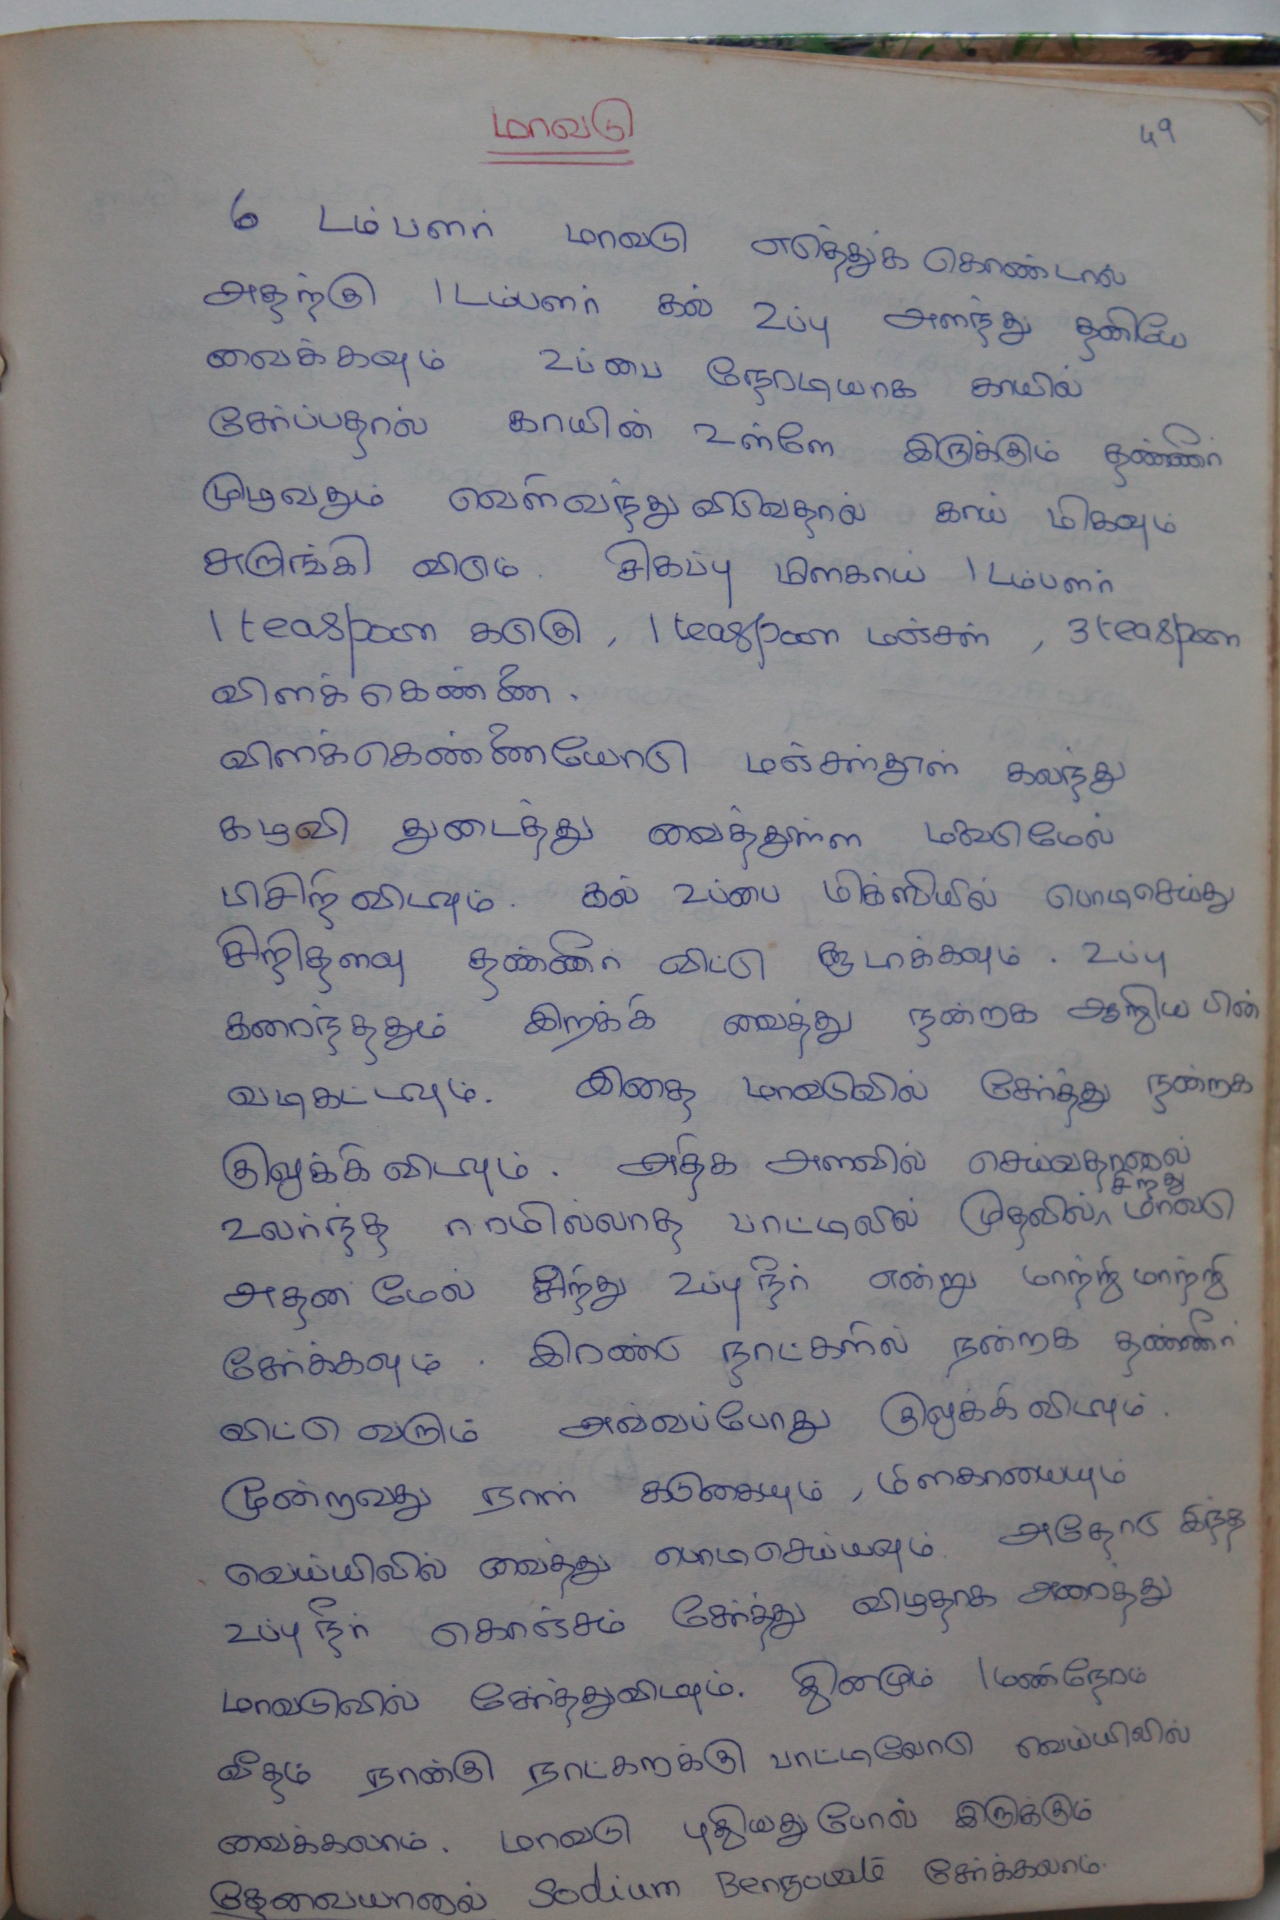 மாவடு
49
6 டம்பளர் மாவடு எடுத்துக் கொண்டால்
அதற்கு 1 டம்பளர் கல் உப்பு அளந்து தனியே
வைக்கவும் உப்பை நேரடியாக காயில்
சேர்ப்பதால் காயின் உள்ளே இருக்கும் தண்ணீர்
முழுவதும் வெளிவந்து விடுவதால் காய் மிகவும்
சுருங்கி விடும். சிகப்பு மிளகாய் 1 டம்பளர்
1 teaspoon கடுகு, 1 teaspoon மஞ்சள், 3 teaspoon
விளக்கெண்ணை.
விளக்கெண்ணையோடு மஞ்சள்தூள் கலந்து
கழுவி துடைத்து வைத்துள்ள மாவடுமேல்
பிசிறி விடவும். கல் உப்பை மிக்ஸியில் பொடிசெய்து
சிறிதளவு தண்ணீர் விட்டு சூடாக்கவும். உப்பு
கரைந்ததும் இறக்கி வைத்து நன்றாக ஆறிய பின்
வடிகட்டவும். இதை மாவடுவில் சேர்த்து நன்றாக
குலுக்கி விடவும். அதிக அளவில் செய்வதானால்
உலர்ந்த ஈரமில்லாத பாட்டிலில் முதலில் சிறிது மாவடு
அதன் மேல் சிறிது உப்பு நீர் என்று மாற்றி மாற்றி
சேர்க்கவும். இரண்டு நாட்களில் நன்றாக தண்ணீர்
விட்டு வரும் அவ்வப்போது குலுக்கி விடவும்.
மூன்றாவது நாள் கடுகையும், மிளகாயையும்
வெய்யிலில் வைத்து பொடிசெய்யவும். அதோடு இந்த
உப்பு நீர் கொஞ்சம் சேர்த்து விழுதாக அரைத்து
மாவடுவில் சேர்த்துவிடவும். தினமும் 1 மணிநேரம்
வீதம் நான்கு நாட்களுக்கு பாட்டிலோடு வெய்யிலில்
வைக்கலாம். மாவடு புதியது போல் இருக்கும்
தேவையானால் Sodium சேர்க்கலாம்.